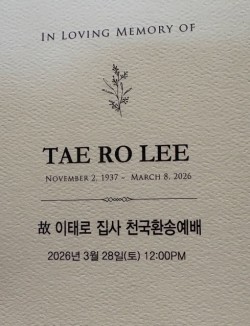 IN LOVING MEMORY OF
TAE RO LEE
NOVEMBER 2, 1937 - MARCH 8, 2026
故 이태로 집사 천국환송예배
2026년 3월 28일(토) 12:00PM